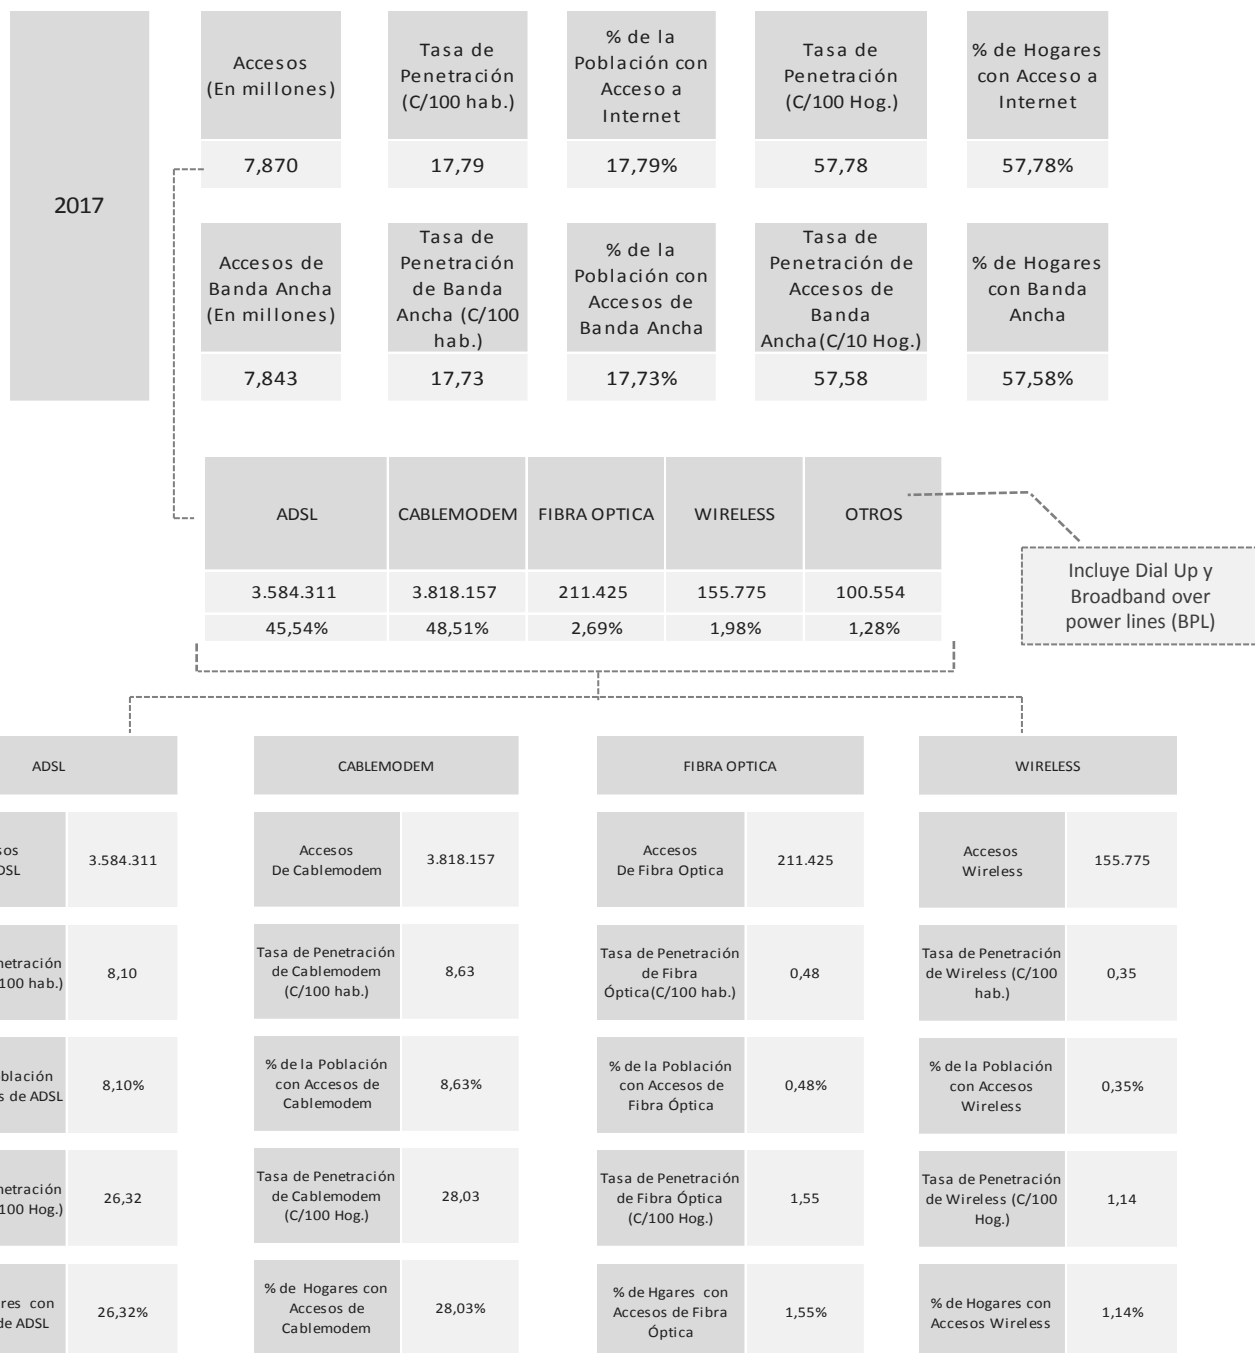 2017
Accesos
(En millones)
7,870
Tasa de
Penetración
(C/100 hab.)
17,79
% de la
Población con
Acceso a
Internet
17,79%
Tasa de
Penetración
(C/100 Hog.)
57,78
% de Hogares
con Acceso a
Internet
57,78%
Accesos de
Banda Ancha
(En millones)
7,843
Tasa de
Penetración
de Banda
Ancha (C/100
hab.)
17,73
% de la
Población con
Accesos de
Banda Ancha
17,73%
Tasa de
Penetración de
Accesos de
Banda
Ancha(C/10 Hog.)
57,58
% de Hogares
con Banda
Ancha
57,58%
ADSL CABLEMODEM FIBRA OPTICA WIRELESS OTROS
3.584.311 3.818.157 211.425 155.775 100.554
45,54% 48,51% 2,69% 1,98% 1,28%
Incluye Dial Up y
Broadband over
power lines (BPL)
ADSL
3.584.311
100 hab.)
8,10
de ADSL
8,10%
100 Hog.)
26,32
con
de ADSL
26,32%
CABLEMODEM
Accesos
De Cablemodem
3.818.157
Tasa de Penetración
de Cablemodem
(C/100 hab.)
8,63
% de la Población
con Accesos de
Cablemodem
8,63%
Tasa de Penetración
de Cablemodem
(C/100 Hog.)
28,03
% de Hogares con
Accesos de
Cablemodem
28,03%
FIBRA OPTICA
Accesos
De Fibra Optica
211.425
Tasa de Penetración
de Fibra
Óptica(C/100 hab.)
0,48
% de la Población
con Accesos de
Fibra Óptica
0,48%
Tasa de Penetración
de Fibra Óptica
(C/100 Hog.)
1,55
% de Hgares con
Accesos de Fibra
Óptica
1,55%
WIRELESS
Accesos
Wireless
155.775
Tasa de Penetración
de Wireless (C/100
hab.)
0,35
% de la Población
con Accesos
Wireless
0,35%
Tasa de Penetración
de Wireless (C/100
Hog.)
1,14
% de Hogares con
Accesos Wireless
1,14%